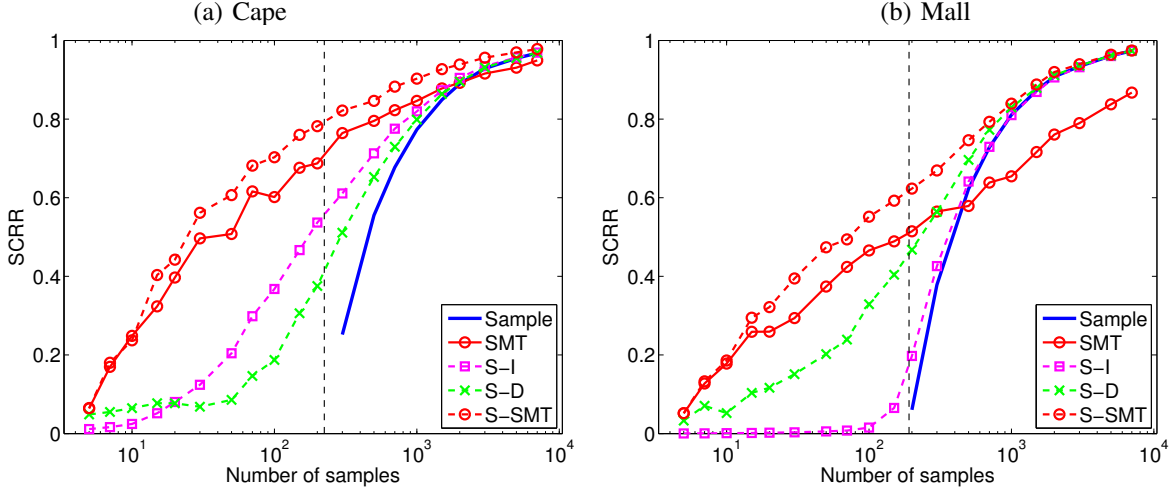 (a) Cape
SCRR
1
0.8
0.6
0.4
0.2
0
10^1
10^2
10^3
10^4
Number of samples
Sample
SMT
S-I
S-D
S-SMT
(b) Mall
SCRR
1
0.8
0.6
0.4
0.2
0
10^1
10^2
10^3
10^4
Number of samples
Sample
SMT
S-I
S-D
S-SMT